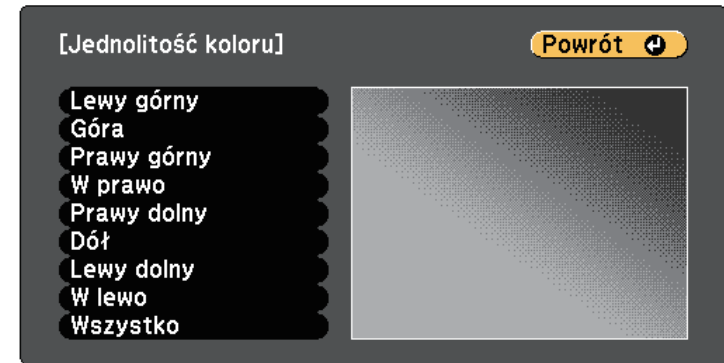 [Jednolitość koloru]
Powrót
Lewy górny
Góra
Prawy górny
W prawo
Prawy dolny
Dół
Lewy dolny
W lewo
Wszystko